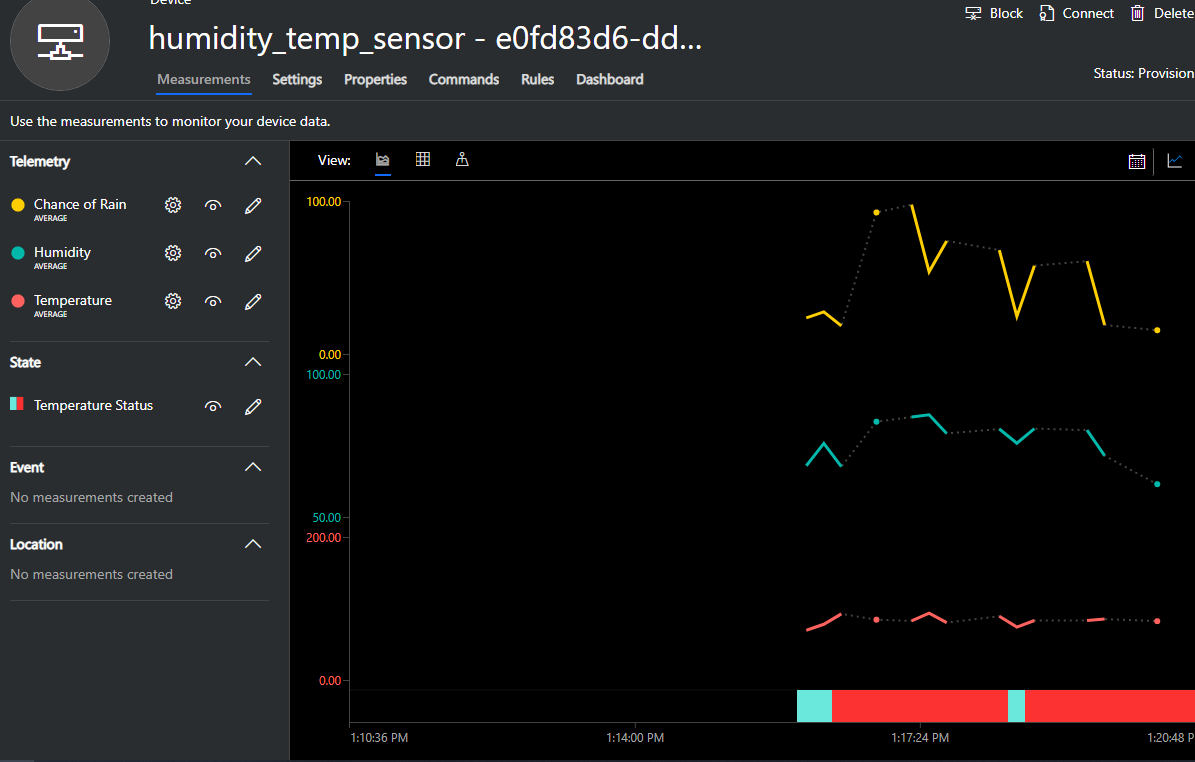 Device
Block Connect Delete
humidity_temp_sensor - e0fd83d6-dd...
Measurements Settings Properties Commands Rules Dashboard
Status: Provision
Use the measurements to monitor your device data.
Telemetry
View:
Chance of Rain
AVERAGE
Humidity
AVERAGE
Temperature
AVERAGE
State
Temperature Status
Event
No measurements created
Location
No measurements created
100.00
0.00
100.00
50.00
200.00
0.00
1:10:36 PM 1:14:00 PM 1:17:24 PM 1:20:48 P